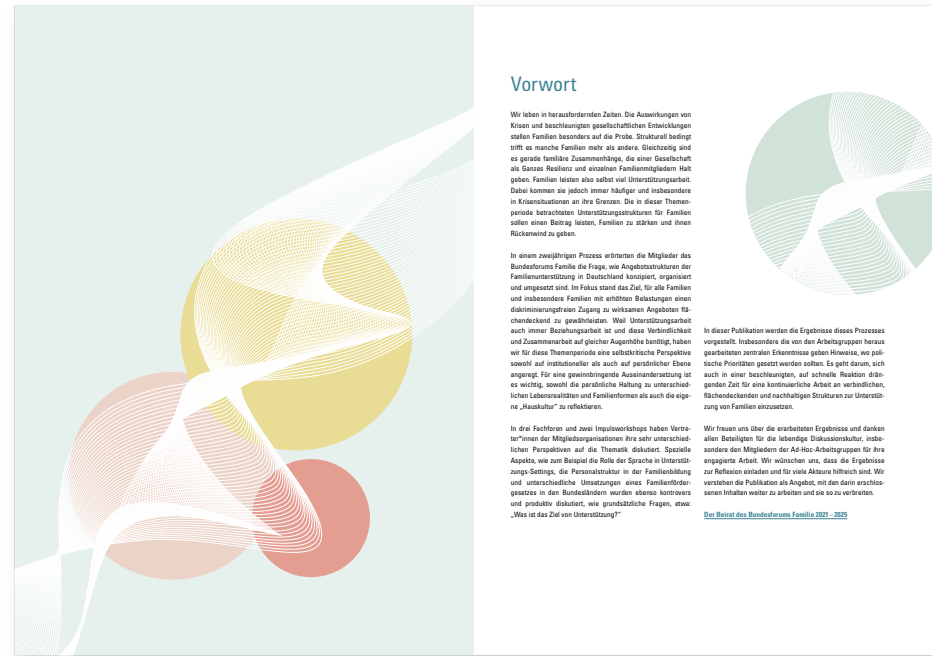 Vorwort
Wir leben in herausfordernden Zeiten. Die Auswirkungen von
Krisen und beschleunigten gesellschaftlichen Entwicklungen
stellen Familien besonders auf die Probe. Strukturell bedingt
trifft es manche Familien mehr als andere. Gleichzeitig sind
es gerade familiäre Zusammenhänge, die einer Gesellschaft
als Ganzes Resilienz und einzelnen Familienmitgliedern Halt
geben. Familien leisten also selbst viel Unterstützungsarbeit.
Dabei kommen sie jedoch immer häufiger und insbesondere
in Krisensituationen an ihre Grenzen. Die in dieser Themen-
periode betrachteten Unterstützungsstrukturen für Familien
sollen einen Beitrag leisten, Familien zu stärken und ihnen
Rückenwind zu geben.
In einem zweijährigen Prozess erörterten die Mitglieder des
Bundesforums Familie die Frage, wie Angebotsstrukturen der
Familienunterstützung in Deutschland konzipiert, organisiert
und umgesetzt sind. Im Fokus stand das Ziel, für alle Familien
und insbesondere Familien mit erhöhten Belastungen einen
diskriminierungsfreien Zugang zu wirksamen Angeboten flä-
chendeckend zu gewährleisten. Weil Unterstützungsarbeit
auch immer Beziehungsarbeit ist und diese Verbindlichkeit
und Zusammenarbeit auf gleicher Augenhöhe benötigt, haben
wir für diese Themenperiode eine selbstkritische Perspektive
sowohl auf institutioneller als auch auf persönlicher Ebene
angeregt. Für eine gewinnbringende Auseinandersetzung ist
es wichtig, sowohl die persönliche Haltung zu unterschied-
lichen Lebensrealitäten und Familienformen als auch die eige-
ne „Hauskultur" zu reflektieren.
In drei Fachforen und zwei Impulsworkshops haben Vertre-
ter*innen der Mitgliedsorganisationen ihre sehr unterschied-
lichen Perspektiven auf die Thematik diskutiert. Spezielle
Aspekte, wie zum Beispiel die Rolle der Sprache in Unterstüt-
zungs-Settings, die Personalstruktur in der Familienbildung
und unterschiedliche Umsetzungen eines Familienförder-
gesetzes in den Bundesländern wurden ebenso kontrovers
und produktiv diskutiert, wie grundsätzliche Fragen, etwa:
„Was ist das Ziel von Unterstützung?"
In dieser Publikation werden die Ergebnisse dieses Prozesses
vorgestellt. Insbesondere die von den Arbeitsgruppen heraus
gearbeiteten zentralen Erkenntnisse geben Hinweise, wo poli-
tische Prioritäten gesetzt werden sollten. Es geht darum, sich
auch in einer beschleunigten, auf schnelle Reaktion drän-
genden Zeit für eine kontinuierliche Arbeit an verbindlichen,
flächendeckenden und nachhaltigen Strukturen zur Unterstüt-
zung von Familien einzusetzen.
Wir freuen uns über die erarbeiteten Ergebnisse und danken
allen Beteiligten für die lebendige Diskussionskultur, insbe-
sondere den Mitgliedern der Ad-Hoc-Arbeitsgruppen für ihre
engagierte Arbeit. Wir wünschen uns, dass die Ergebnisse
zur Reflexion einladen und für viele Akteure hilfreich sind. Wir
verstehen die Publikation als Angebot, mit den darin erschlos-
senen Inhalten weiter zu arbeiten und sie so zu verbreiten.
Der Beirat des Bundesforums Familie 2021 – 2025